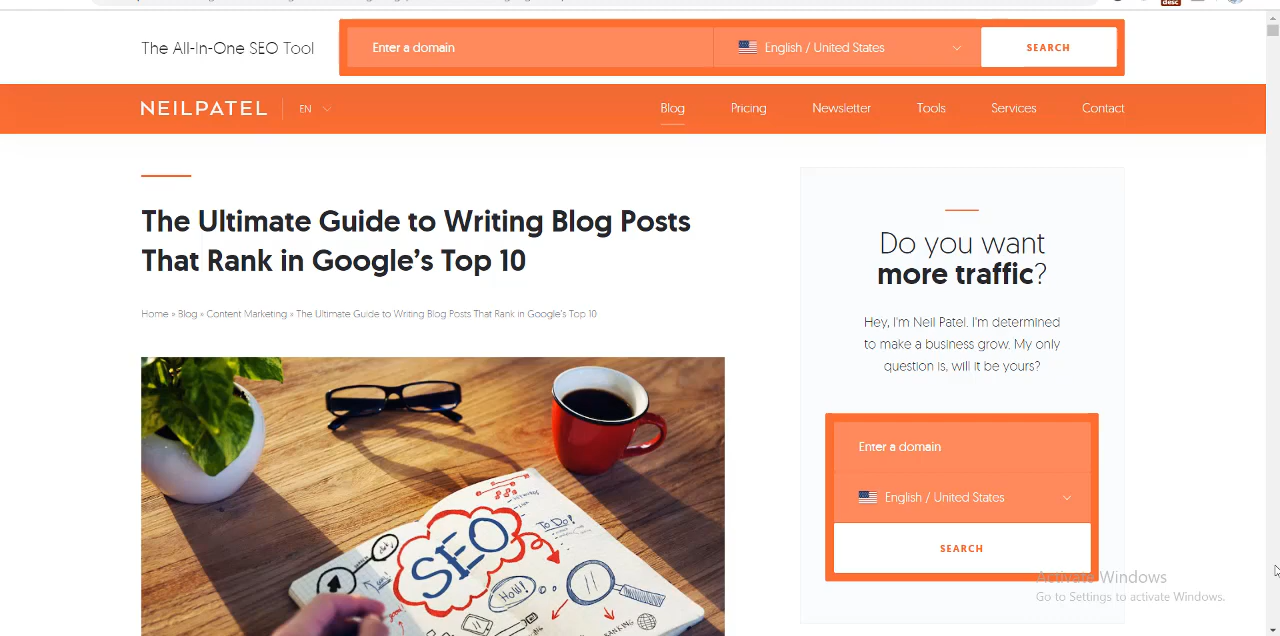 desc
The All-In-One SEO Tool
Enter a domain
English / United States
SEARCH
NEILPATEL
EN
Blog
Pricing
Newsletter
Tools
Services
Contact
The Ultimate Guide to Writing Blog Posts
That Rank in Google's Top 10
Home » Blog » Content Marketing » The Ultimate Guide to Writing Blog Posts That Rank in Google's Top 10
SEO
To Do!
HOW!
RANKING
Do you want
more traffic?
Hey, I'm Neil Patel. I'm determined
to make a business grow. My only
question is, will it be yours?
Enter a domain
English / United States
SEARCH
Activate Windows
Go to Settings to activate Windows.